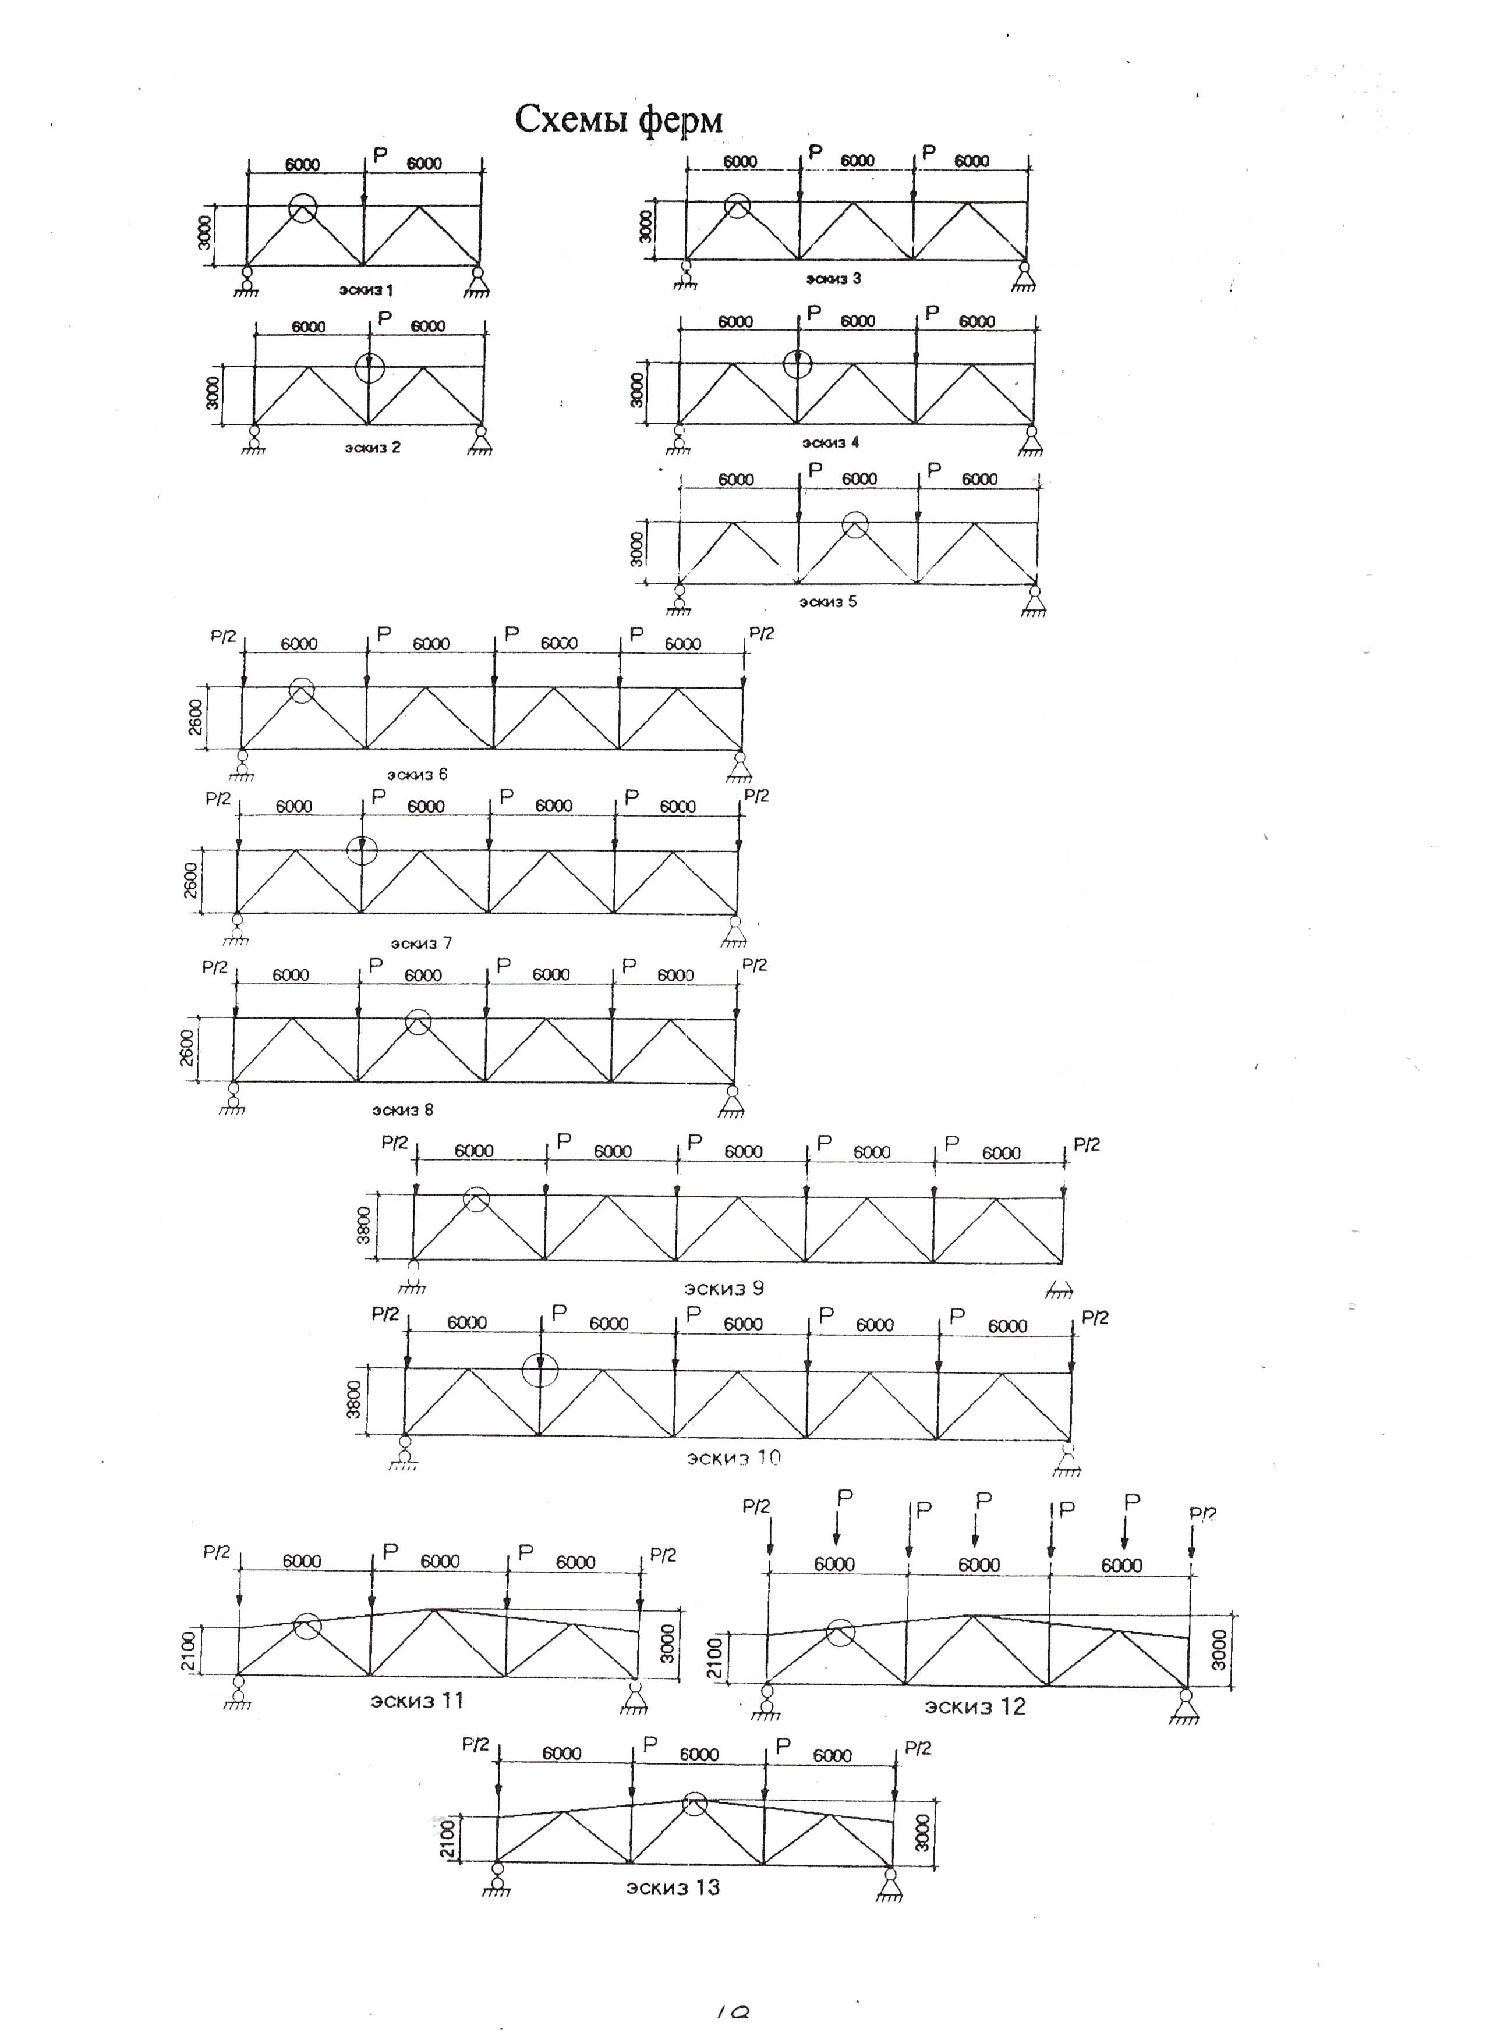 Схемы ферм
6000 P 6000
3000
эскиз 1
6000 P 6000 P 6000
3000
эскиз 3
6000 P 6000
3000
эскиз 2
6000 P 6000 P 6000
3000
эскиз 4
6000 P 6000 P 6000
3000
эскиз 5
P/2 6000 P 6000 P 6000 P 6000 P/2
2600
эскиз 6
P/2 6000 P 6000 P 6000 P 6000 P/2
2600
эскиз 7
P/2 6000 P 6000 P 6000 P 6000 P/2
2600
эскиз 8
P/2 6000 P 6000 P 6000 P 6000 P 6000 P/2
3800
эскиз 9
P/2 6000 P 6000 P 6000 P 6000 P 6000 P/2
3800
эскиз 10
P/2 6000 P 6000 P 6000 P/2
2100 3000
эскиз 11
P/2 P P P P P P/2
6000 6000 6000
2100 3000
эскиз 12
P/2 6000 P 6000 P 6000 P/2
2100 3000
эскиз 13